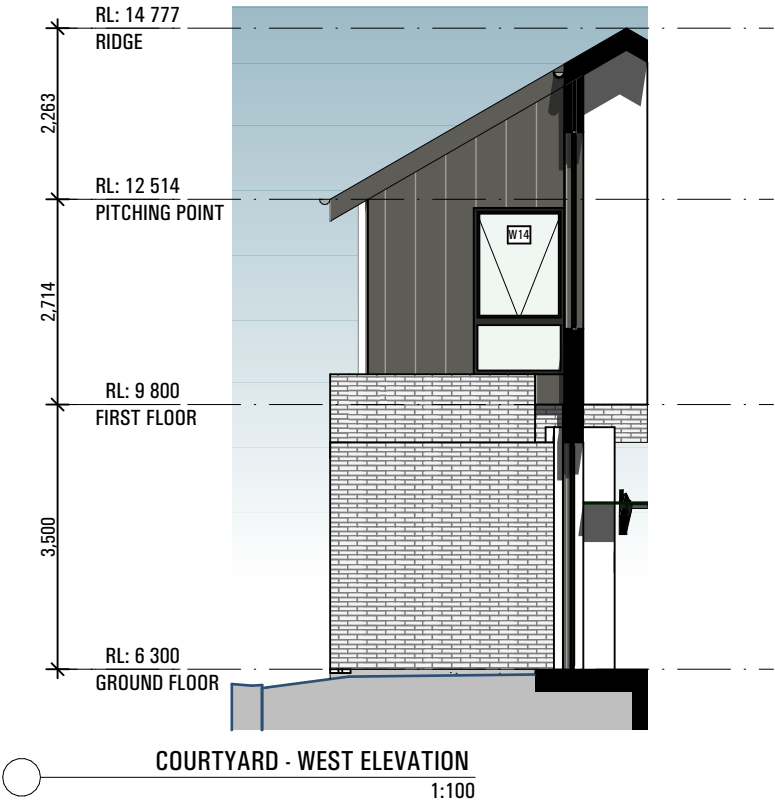 RL: 14 777
RIDGE
2,263
RL: 12 514
PITCHING POINT
W14
2,714
RL: 9 800
FIRST FLOOR
3,500
RL: 6 300
GROUND FLOOR
COURTYARD - WEST ELEVATION
1:100